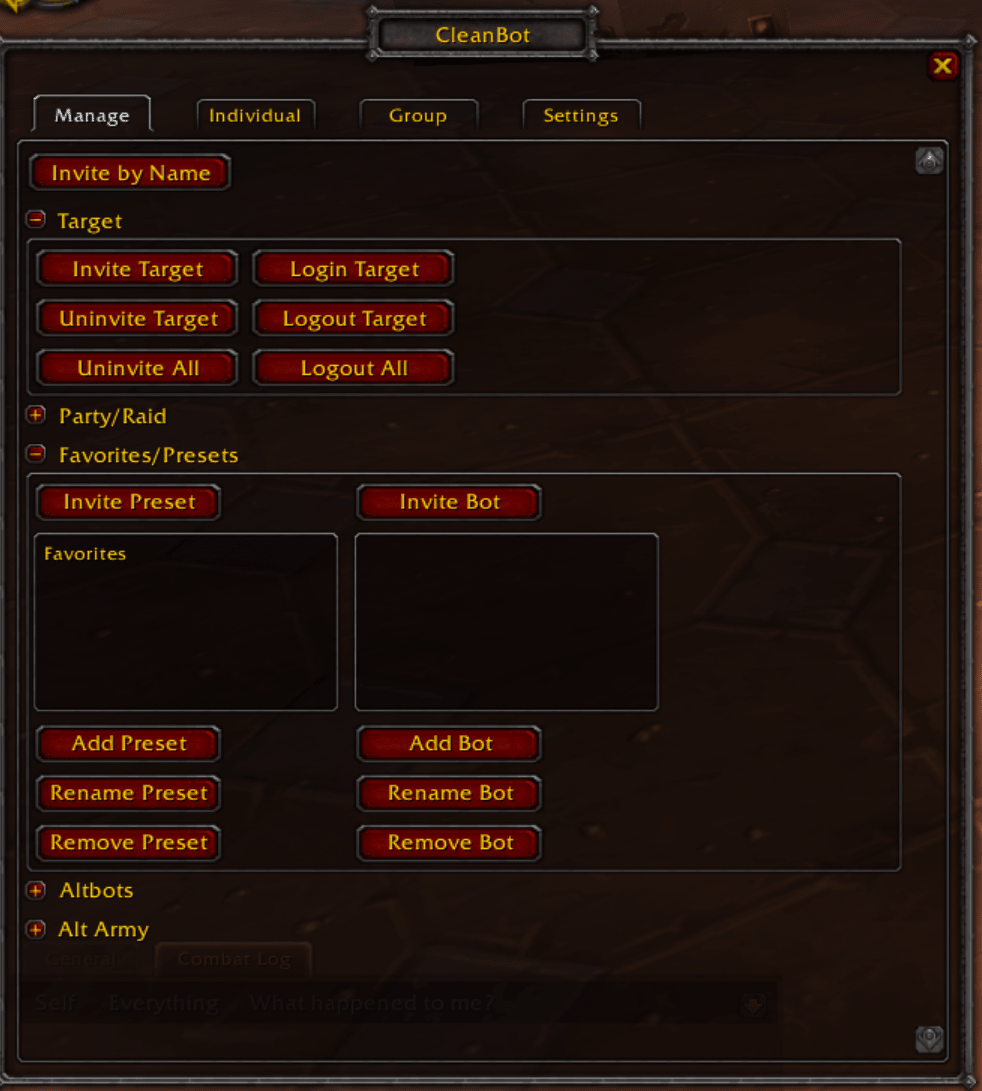 CleanBot
Manage Individual Group Settings
Invite by Name
Target
Invite Target Login Target
Uninvite Target Logout Target
Uninvite All Logout All
Party/Raid
Favorites/Presets
Invite Preset Invite Bot
Favorites
Add Preset Add Bot
Rename Preset Rename Bot
Remove Preset Remove Bot
Altbots
Alt Army
General Combat Log
Self Everything What happened to me?